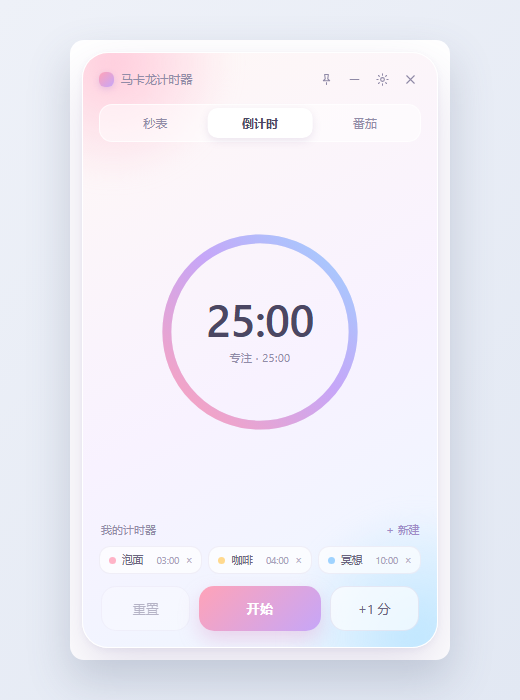 马卡龙计时器
秒表 倒计时 番茄
25:00
专注 · 25:00
我的计时器 + 新建
泡面 03:00 × 咖啡 04:00 × 冥想 10:00 ×
重置 开始 +1 分